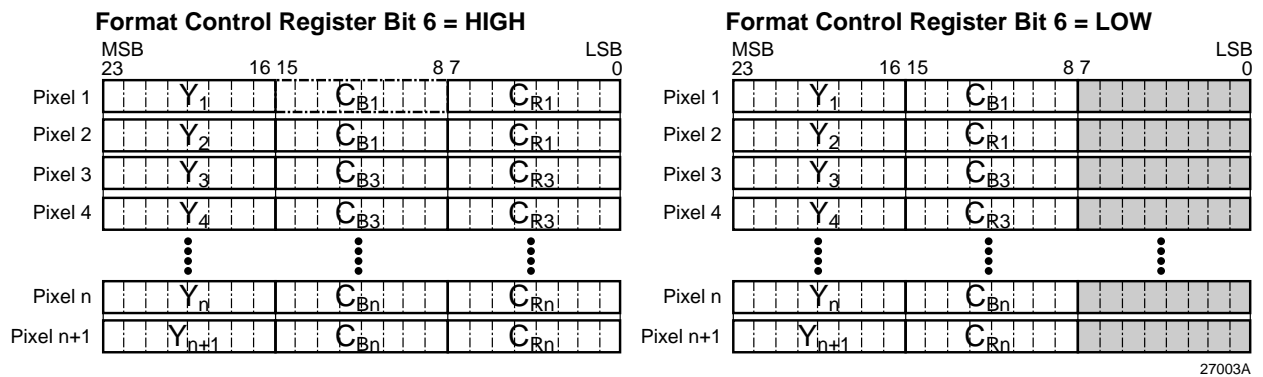 Format Control Register Bit 6 = HIGH
MSB LSB
23 16 15 8 7 0
Pixel 1 Y1 CB1 CR1
Pixel 2 Y2 CB1 CR1
Pixel 3 Y3 CB3 CR3
Pixel 4 Y4 CB3 CR3
Pixel n Yn CBn CRn
Pixel n+1 Yn+1 CBn CRn
Format Control Register Bit 6 = LOW
MSB LSB
23 16 15 8 7 0
Pixel 1 Y1 CB1
Pixel 2 Y2 CR1
Pixel 3 Y3 CB3
Pixel 4 Y4 CR3
Pixel n Yn CBn
Pixel n+1 Yn+1 CRn
27003A